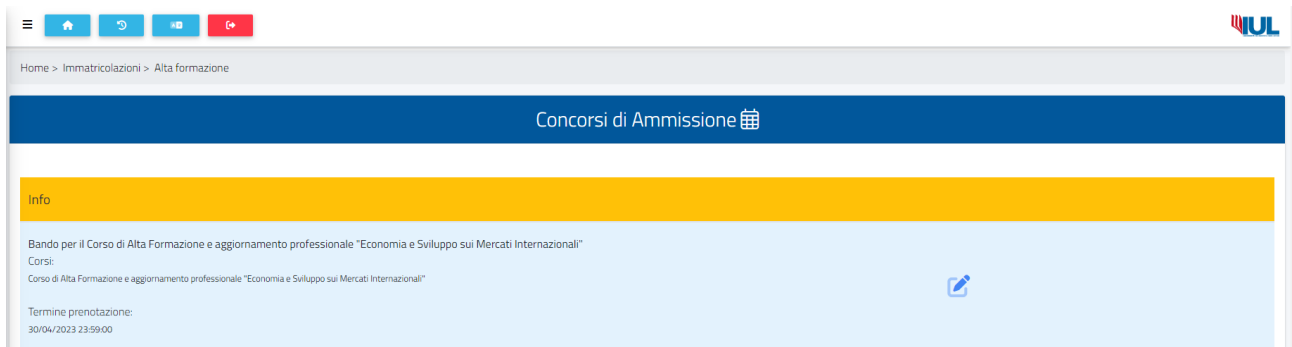 IUL
Home > Immatricolazioni > Alta formazione
Concorsi di Ammissione
Info
Bando per il Corso di Alta Formazione e aggiornamento professionale "Economia e Sviluppo sui Mercati Internazionali"
Corsi:
Corso di Alta Formazione e aggiornamento professionale "Economia e Sviluppo sui Mercati Internazionali"
Termine prenotazione:
30/04/2023 23:59:00